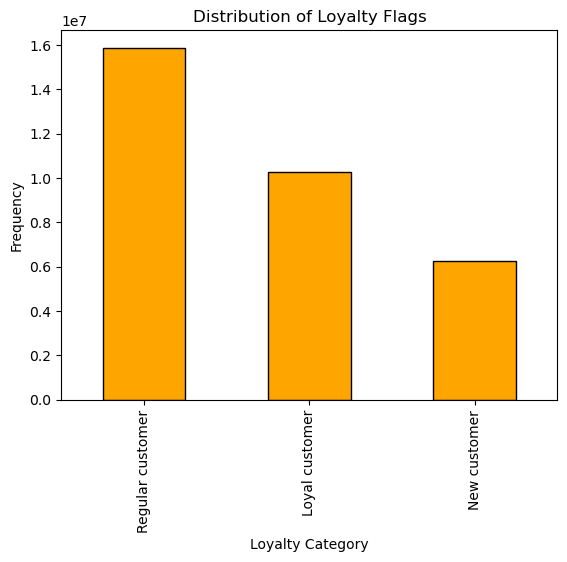 Distribution of Loyalty Flags
1e7
1.6
1.4
1.2
1.0
0.8
0.6
0.4
0.2
0.0
Frequency
Regular customer
Loyal customer
New customer
Loyalty Category